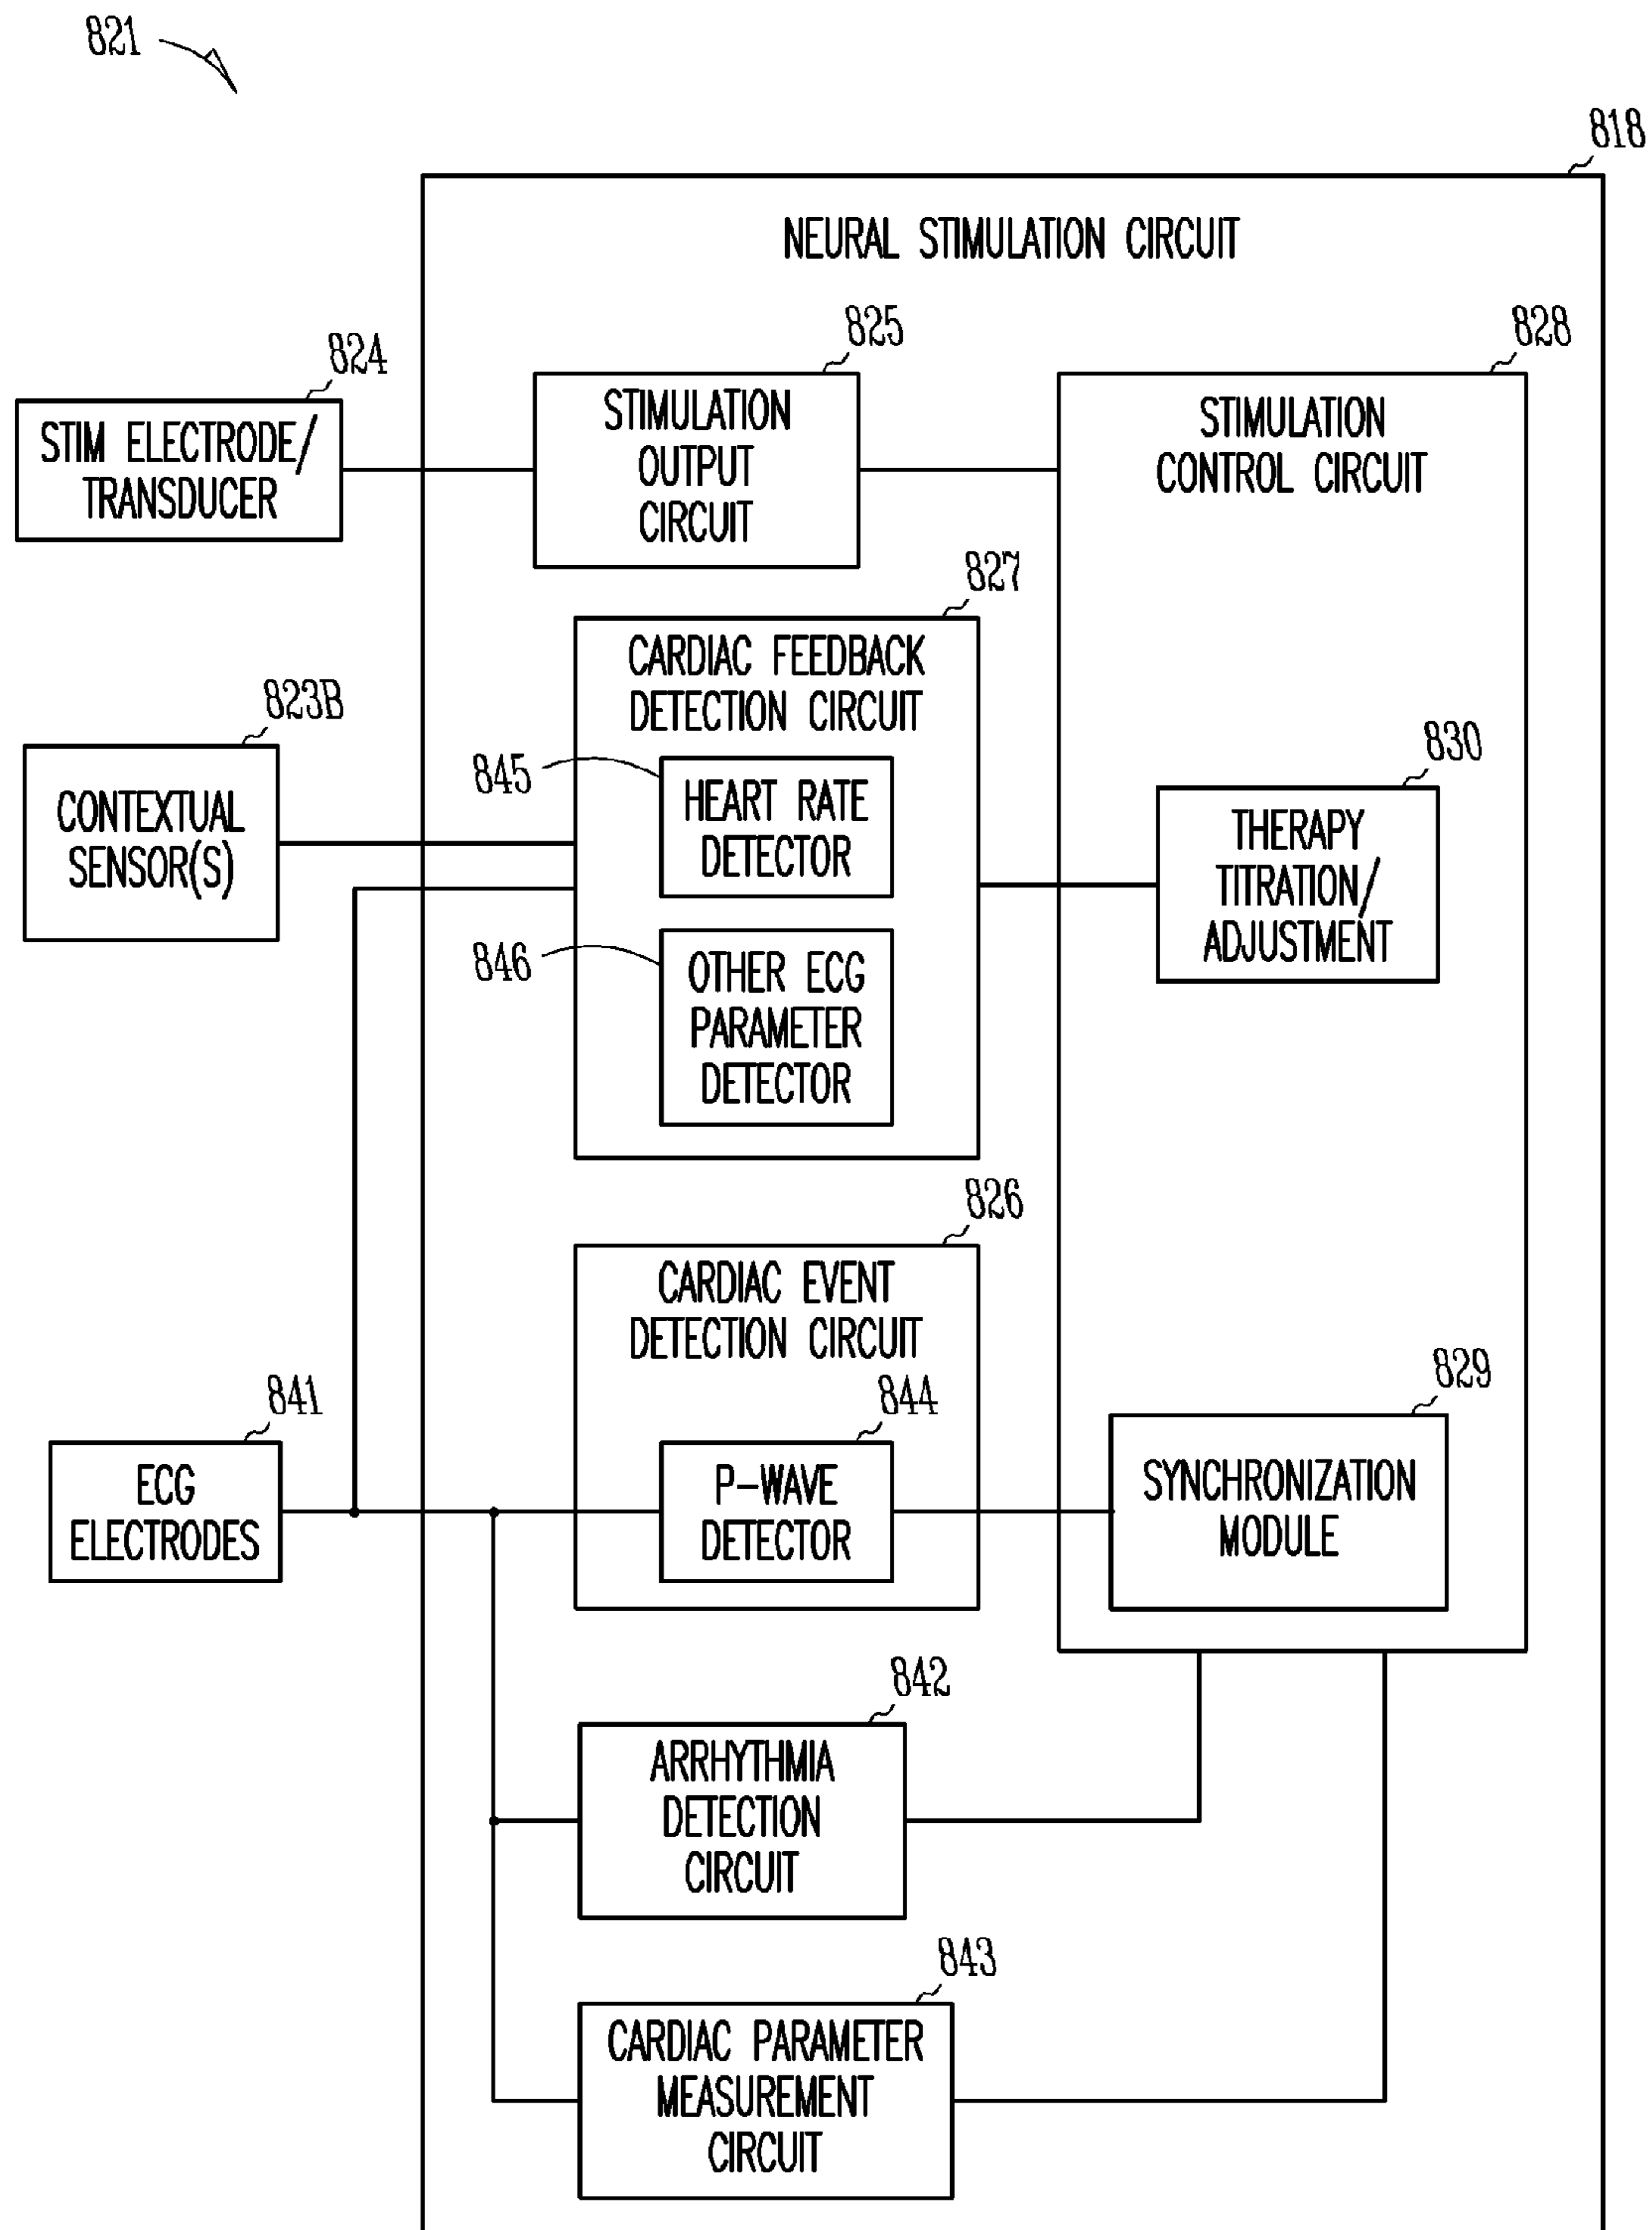 821
818
NEURAL STIMULATION CIRCUIT
824
STIM ELECTRODE/
TRANSDUCER
825
STIMULATION
OUTPUT
CIRCUIT
828
STIMULATION
CONTROL CIRCUIT
827
CARDIAC FEEDBACK
DETECTION CIRCUIT
823B
CONTEXTUAL
SENSOR(S)
845
HEART RATE
DETECTOR
830
THERAPY
TITRATION/
ADJUSTMENT
846
OTHER ECG
PARAMETER
DETECTOR
826
CARDIAC EVENT
DETECTION CIRCUIT
841
ECG
ELECTRODES
844
P-WAVE
DETECTOR
829
SYNCHRONIZATION
MODULE
842
ARRHYTHMIA
DETECTION
CIRCUIT
843
CARDIAC PARAMETER
MEASUREMENT
CIRCUIT